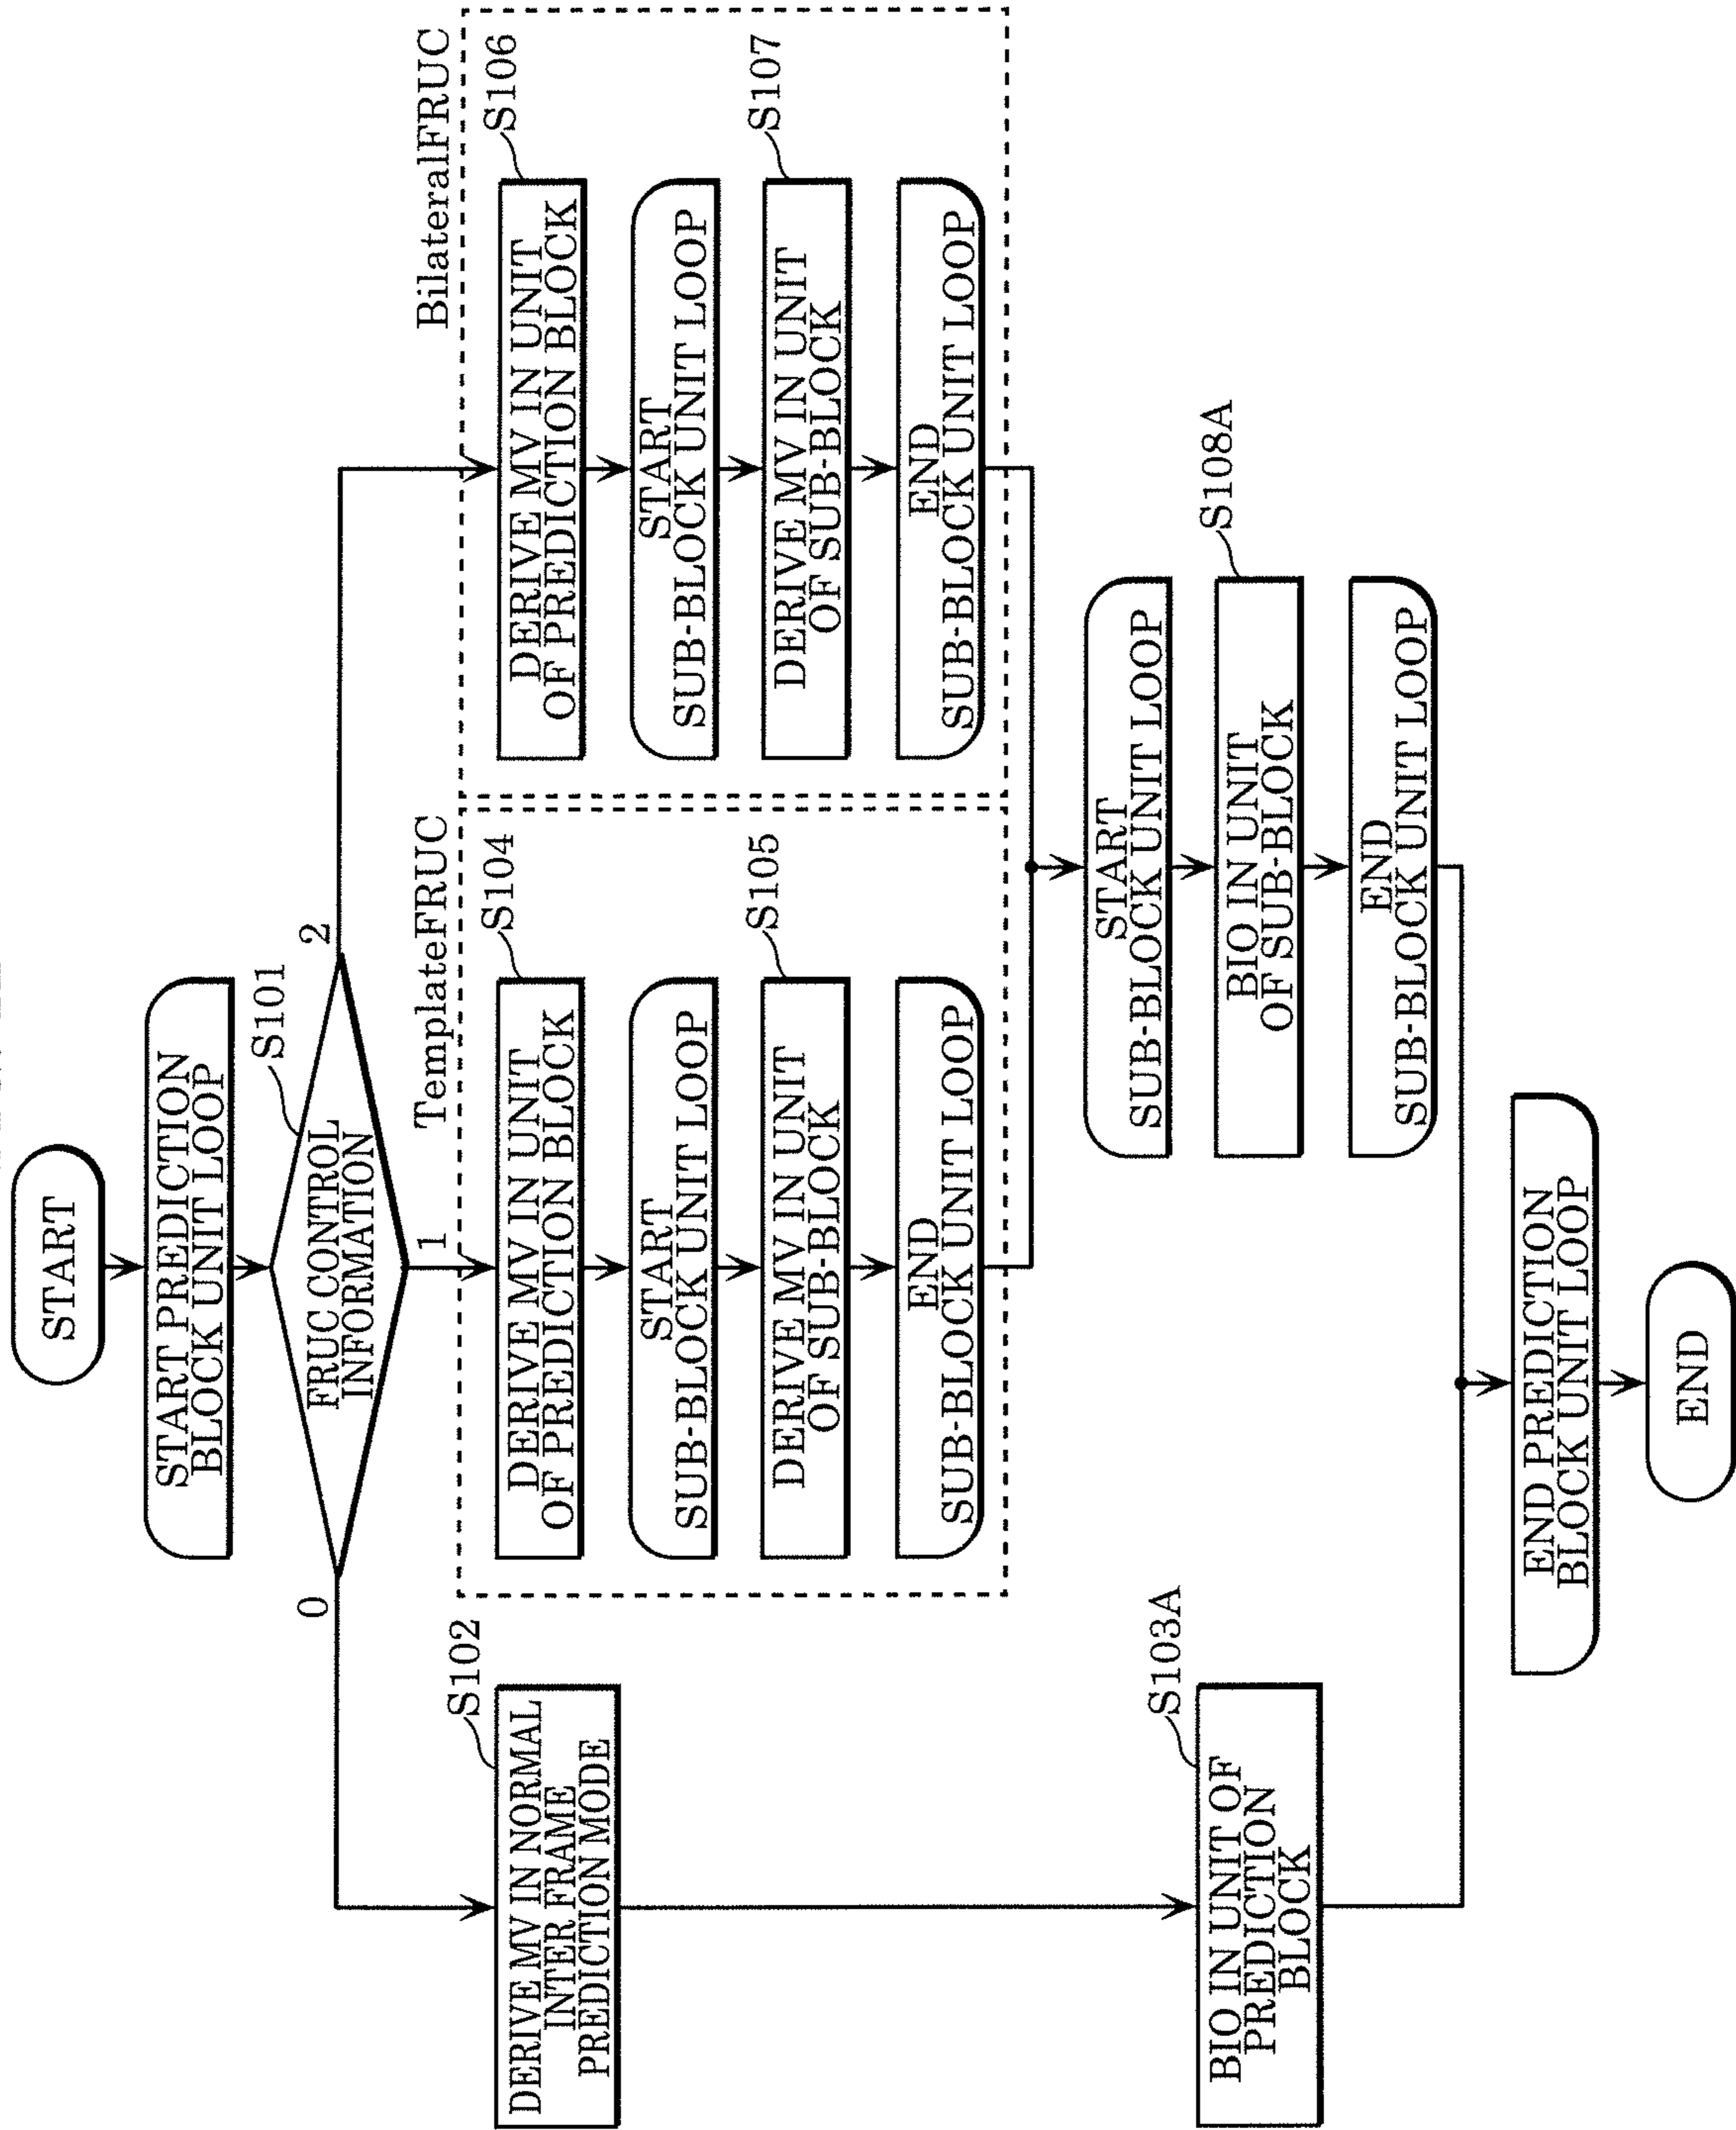 START
START PREDICTION
BLOCK UNIT LOOP
S101
FRUC CONTROL
INFORMATION
0
1
2
S102
DERIVE MV IN NORMAL
INTER FRAME
PREDICTION MODE
TemplateFRUC
S104
DERIVE MV IN UNIT
OF PREDICTION BLOCK
START
SUB-BLOCK UNIT LOOP
S105
DERIVE MV IN UNIT
OF SUB-BLOCK
END
SUB-BLOCK UNIT LOOP
BilateralFRUC
S106
DERIVE MV IN UNIT
OF PREDICTION BLOCK
START
SUB-BLOCK UNIT LOOP
S107
DERIVE MV IN UNIT
OF SUB-BLOCK
END
SUB-BLOCK UNIT LOOP
S103A
BIO IN UNIT OF
PREDICTION
BLOCK
START
SUB-BLOCK UNIT LOOP
S108A
BIO IN UNIT
OF SUB-BLOCK
END
SUB-BLOCK UNIT LOOP
END PREDICTION
BLOCK UNIT LOOP
END